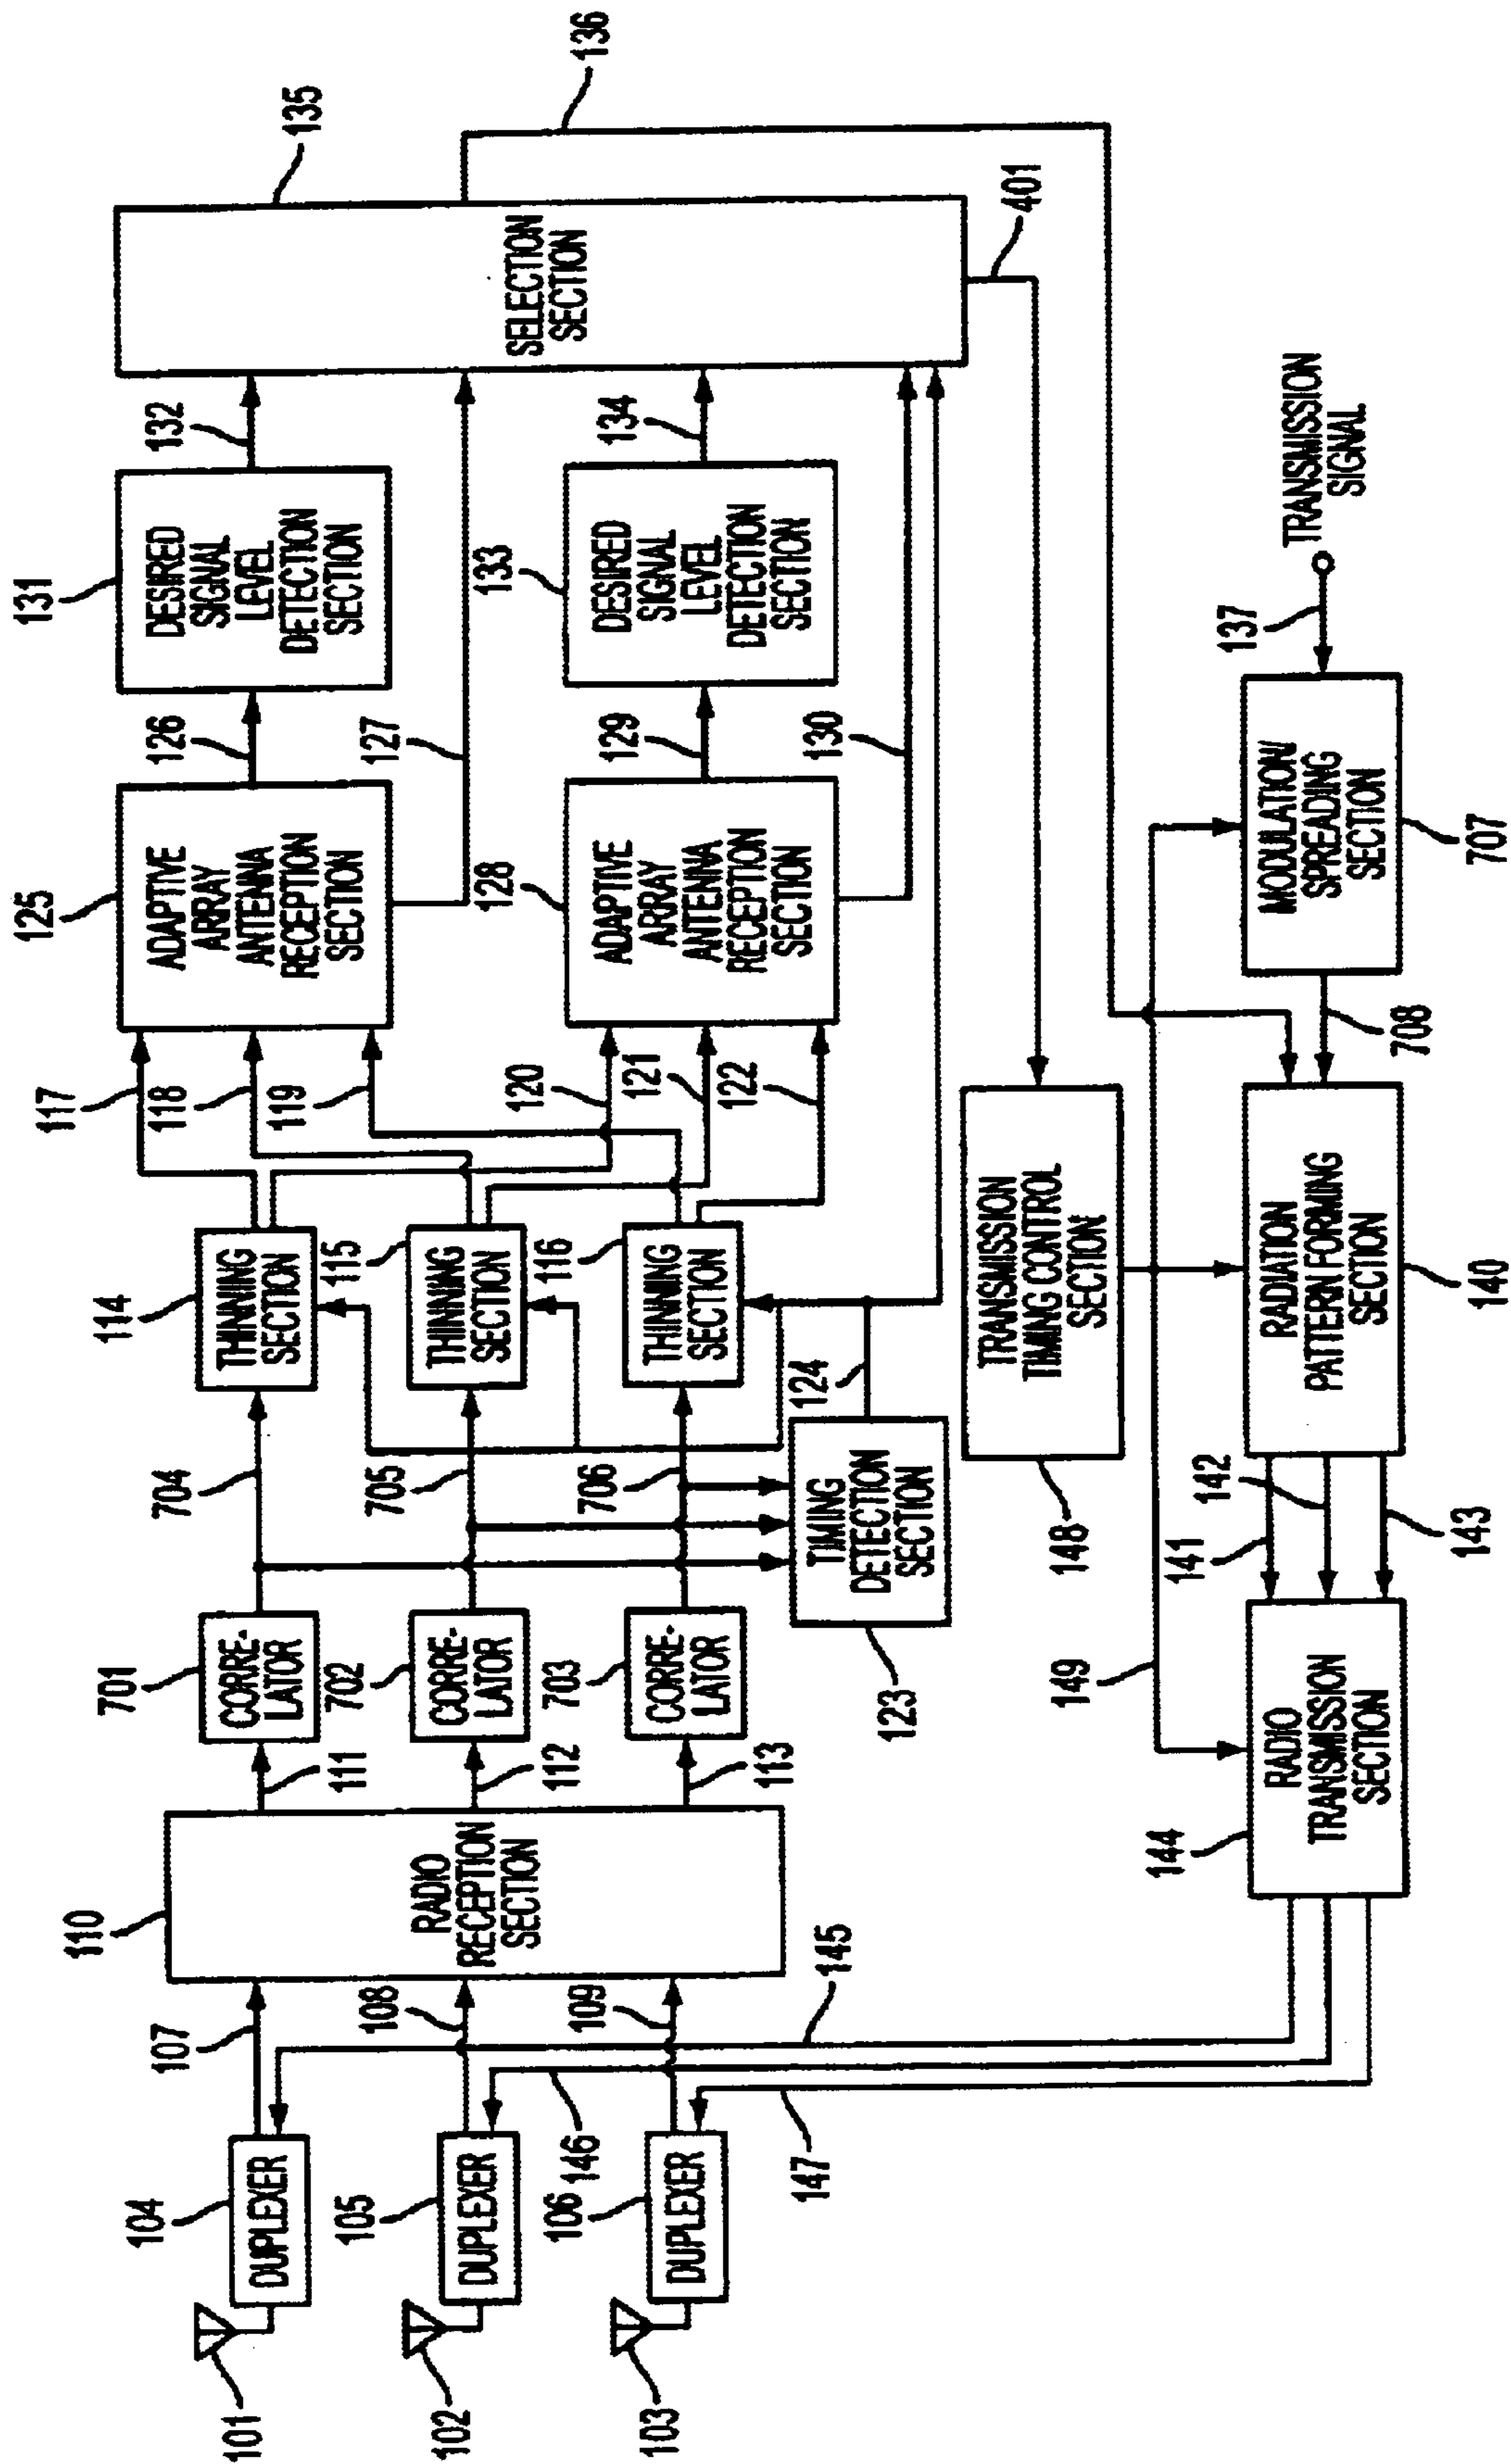 101
102
103
104
DUPLEXER
105
DUPLEXER
106
DUPLEXER
107
108
109
146
147
145
110
RADIO
RECEPTION
SECTION
111
112
113
701
CORRE-
LATOR
702
CORRE-
LATOR
703
CORRE-
LATOR
704
705
706
123
TIMING
DETECTION
SECTION
124
114
THINNING
SECTION
115
THINNING
SECTION
116
THINNING
SECTION
117
118
119
120
121
122
125
ADAPTIVE
ARRAY
ANTENNA
RECEPTION
SECTION
128
ADAPTIVE
ARRAY
ANTENNA
RECEPTION
SECTION
126
127
129
130
131
DESIRED
SIGNAL
LEVEL
DETECTION
SECTION
133
DESIRED
SIGNAL
LEVEL
DETECTION
SECTION
132
134
SELECTION
SECTION
135
136
401
148
TRANSMISSION
TIMING CONTROL
SECTION
149
144
RADIO
TRANSMISSION
SECTION
141
142
143
RADIATION
PATTERN FORMING
SECTION
140
708
MODULATION/
SPREADING
SECTION
707
137
TRANSMISSION
SIGNAL